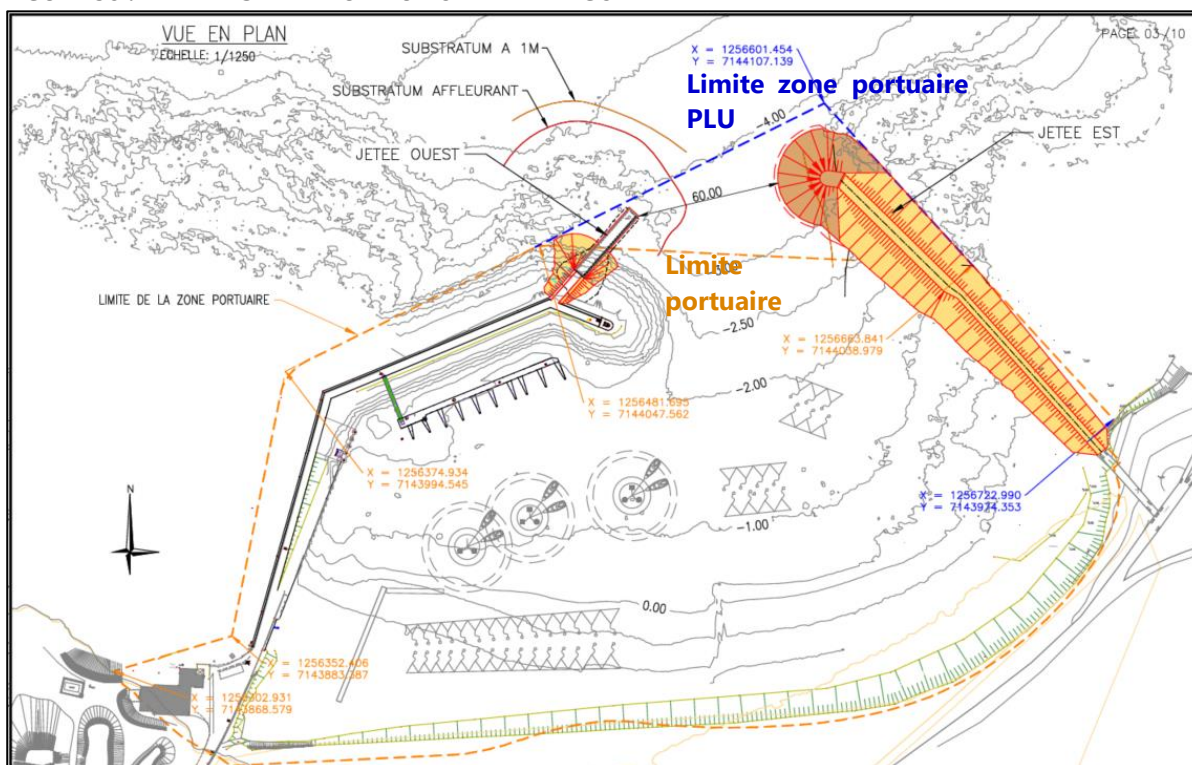 VUE EN PLAN
ECHELLE: 1/1250
PAGE: 03/10
SUBSTRATUM A 1M
SUBSTRATUM AFFLEURANT
JETEE OUEST
X = 1256601.454
Y = 7144107.139
Limite zone portuaire
PLU
-4.00
JETEE EST
60.00
LIMITE DE LA ZONE PORTUAIRE
Limite
portuaire
-2.50
X = 1256663.841
Y = 7144038.979
-2.00
X = 1256481.695
Y = 7144047.562
X = 1256374.934
Y = 7143994.545
N
X = 1256722.990
Y = 7143974.353
-1.00
0.00
X = 1256352.406
Y = 7143883.387
Y = 7143868.579